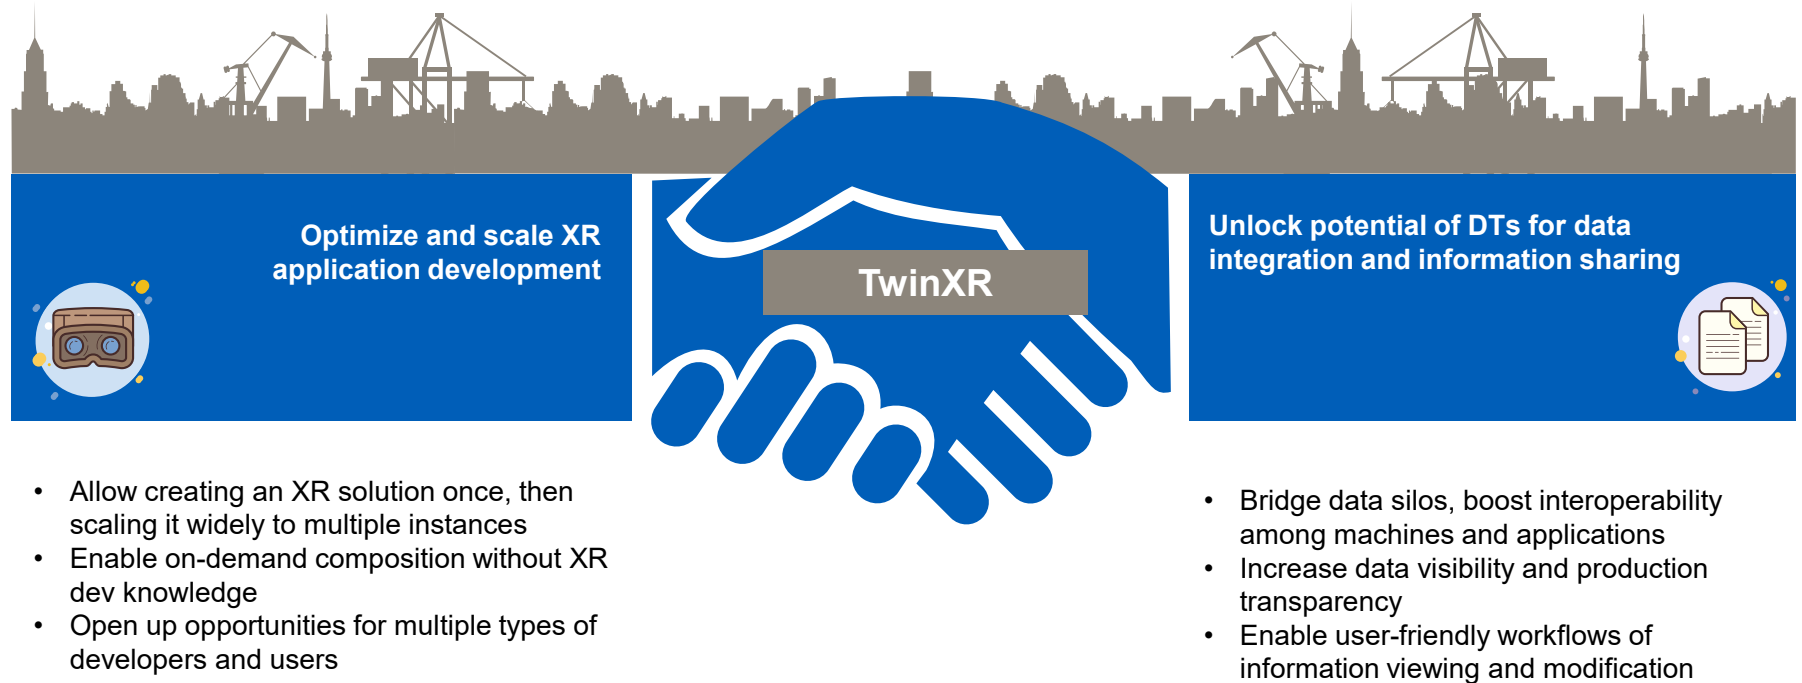 Optimize and scale XR
application development
TwinXR
Unlock potential of DTs for data
integration and information sharing
• Allow creating an XR solution once, then
scaling it widely to multiple instances
• Enable on-demand composition without XR
dev knowledge
• Open up opportunities for multiple types of
developers and users
• Bridge data silos, boost interoperability
among machines and applications
• Increase data visibility and production
transparency
• Enable user-friendly workflows of
information viewing and modification